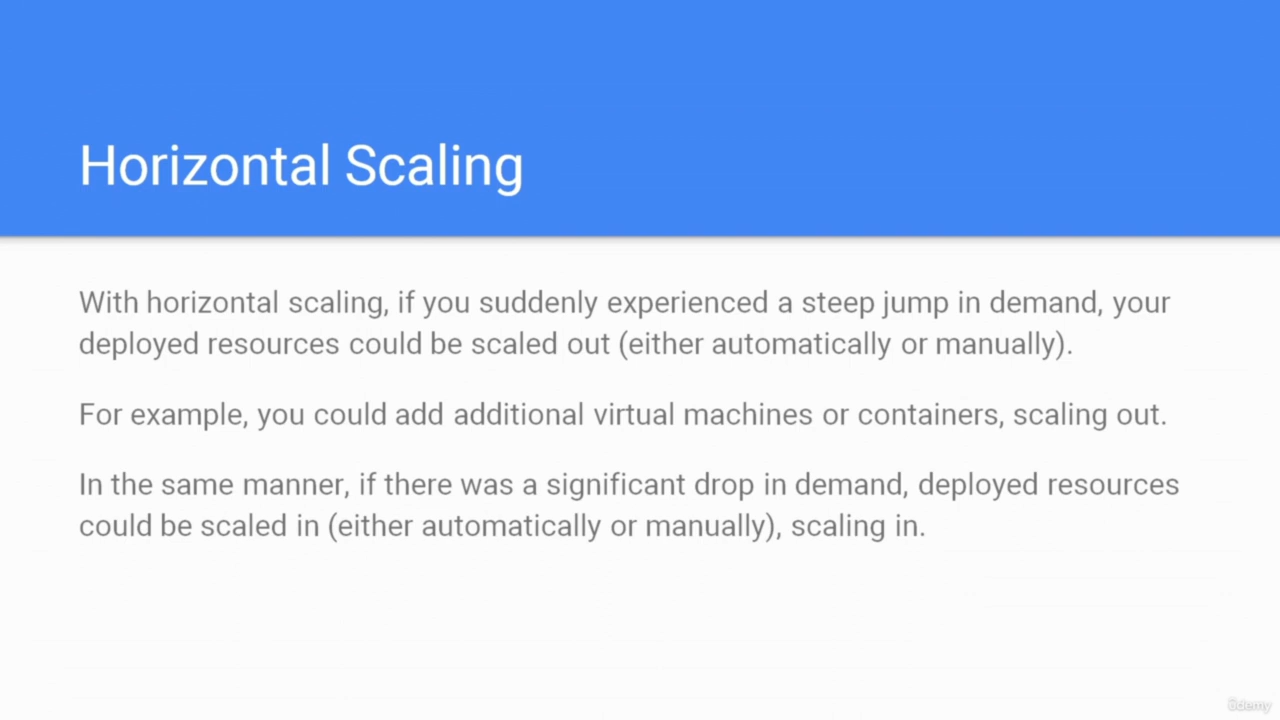 Horizontal Scaling
With horizontal scaling, if you suddenly experienced a steep jump in demand, your
deployed resources could be scaled out (either automatically or manually).
For example, you could add additional virtual machines or containers, scaling out.
In the same manner, if there was a significant drop in demand, deployed resources
could be scaled in (either automatically or manually), scaling in.
ûdemy